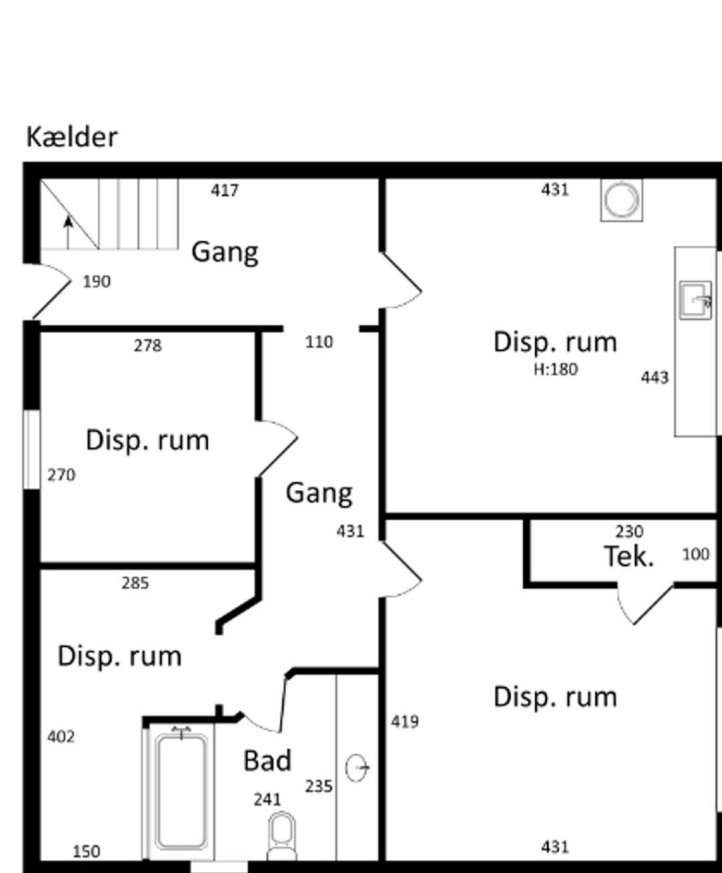 Kælder
417
431
Gang
190
278
110
Disp. rum
H:180
443
Disp. rum
270
Gang
431
230
Tek.
100
285
Disp. rum
Disp. rum
402
419
Bad
235
241
150
431